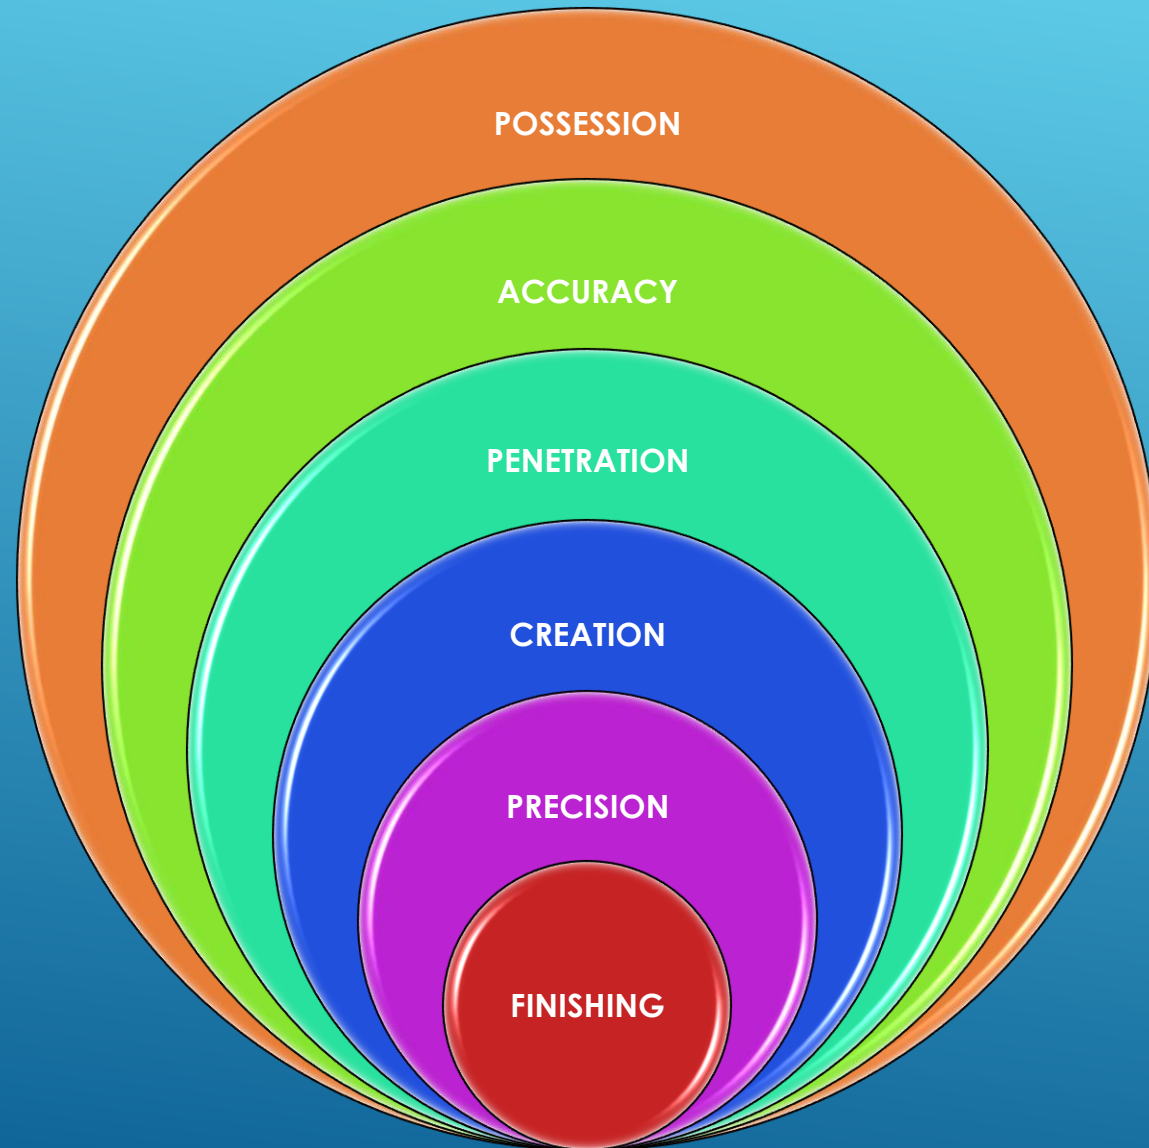 POSSESSION
ACCURACY
PENETRATION
CREATION
PRECISION
FINISHING